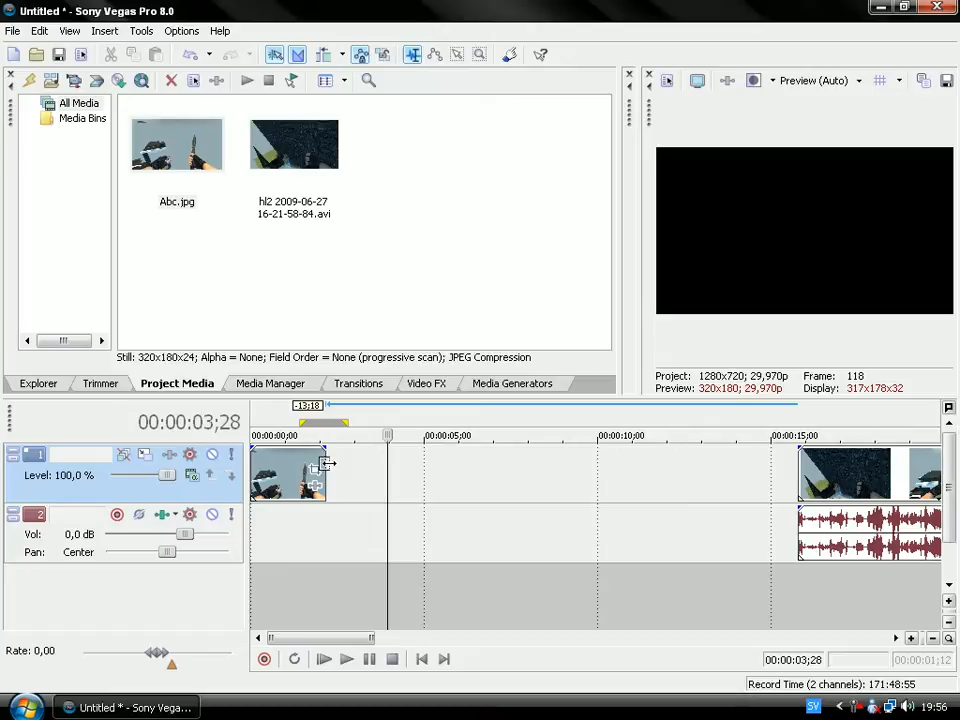 Untitled * - Sony Vegas Pro 8.0
File Edit View Insert Tools Options Help
Preview (Auto)
All Media
Media Bins
Abc.jpg
hl2 2009-06-27
16-21-58-84.avi
Still: 320x180x24; Alpha = None; Field Order = None (progressive scan); JPEG Compression
Explorer Trimmer Project Media Media Manager Transitions Video FX Media Generators
Project: 1280x720; 29,970p Frame: 118
Preview: 320x180; 29,970p Display: 317x178x32
-13;18
00:00:03;28
00:00:00;00 00:00:05;00 00:00:10;00 00:00:15;00
1
Level: 100,0 %
2
Vol: 0,0 dB
Pan: Center
Rate: 0,00
00:00:03;28 00:00:01;12
Record Time (2 channels): 171:48:55
Untitled * - Sony Vega... SV 19:56